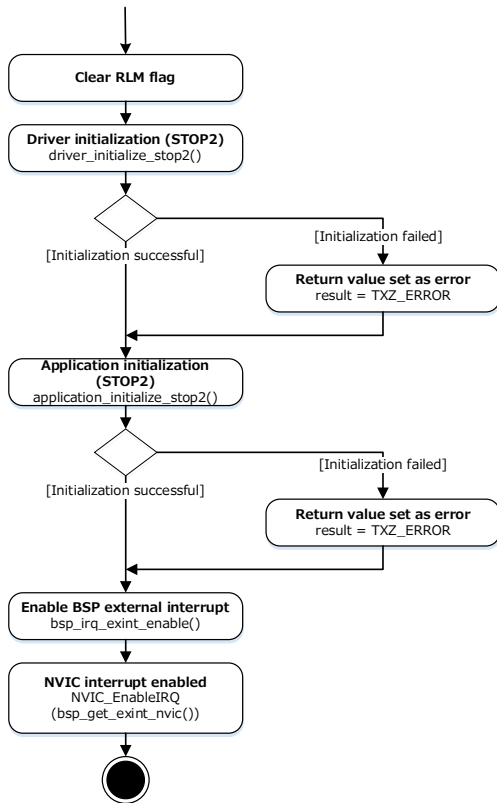 Clear RLM flag
Driver initialization (STOP2)
driver_initialize_stop2()
[Initialization failed]
[Initialization successful]
Return value set as error
result = TXZ_ERROR
Application initialization
(STOP2)
application_initialize_stop2()
[Initialization failed]
[Initialization successful]
Return value set as error
result = TXZ_ERROR
Enable BSP external interrupt
bsp_irq_exint_enable()
NVIC interrupt enabled
NVIC_EnableIRQ
(bsp_get_exint_nvic())